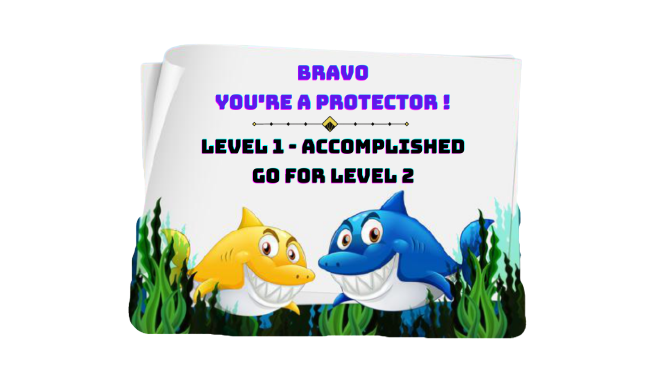 BRAVO
YOU'RE A PROTECTOR !
LEVEL 1 - ACCOMPLISHED
GO FOR LEVEL 2